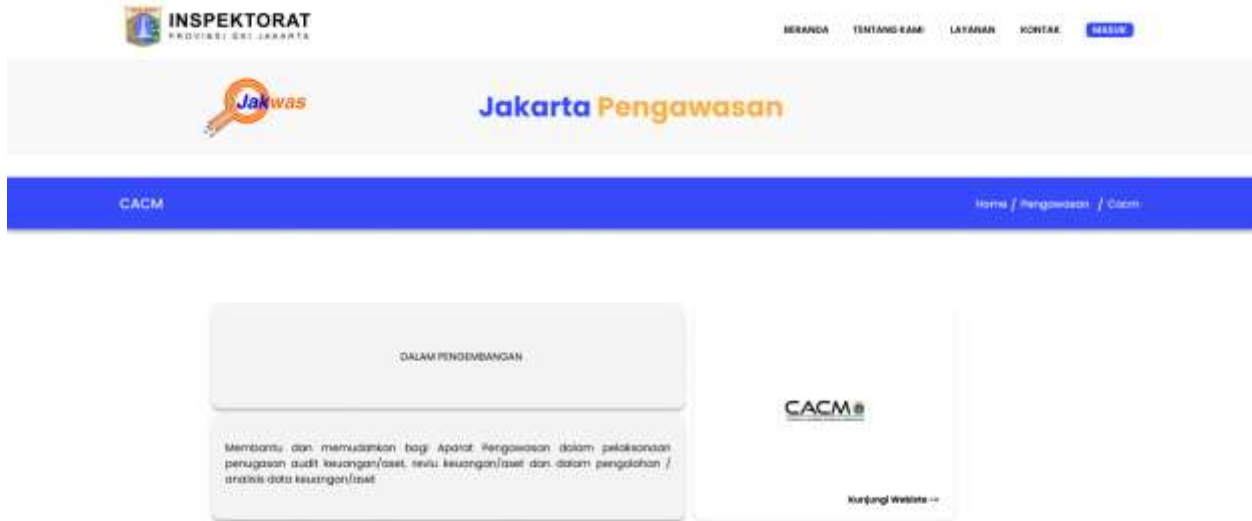 INSPEKTORAT
PROVINSI DKI JAKARTA
BERANDA TENTANG KAMI LAYANAN KONTAK MASUK
Jakwas
Jakarta Pengawasan
CACM
Home / Pengawasan / Cacm
DALAM PENGEMBANGAN
CACM
Membantu dan memudahkan bagi Aparat Pengawasan dalam pelaksanaan
penugasan audit keuangan/aset, reviu keuangan/aset dan dalam pengolahan /
analisis data keuangan/aset
Kunjungi Webiste